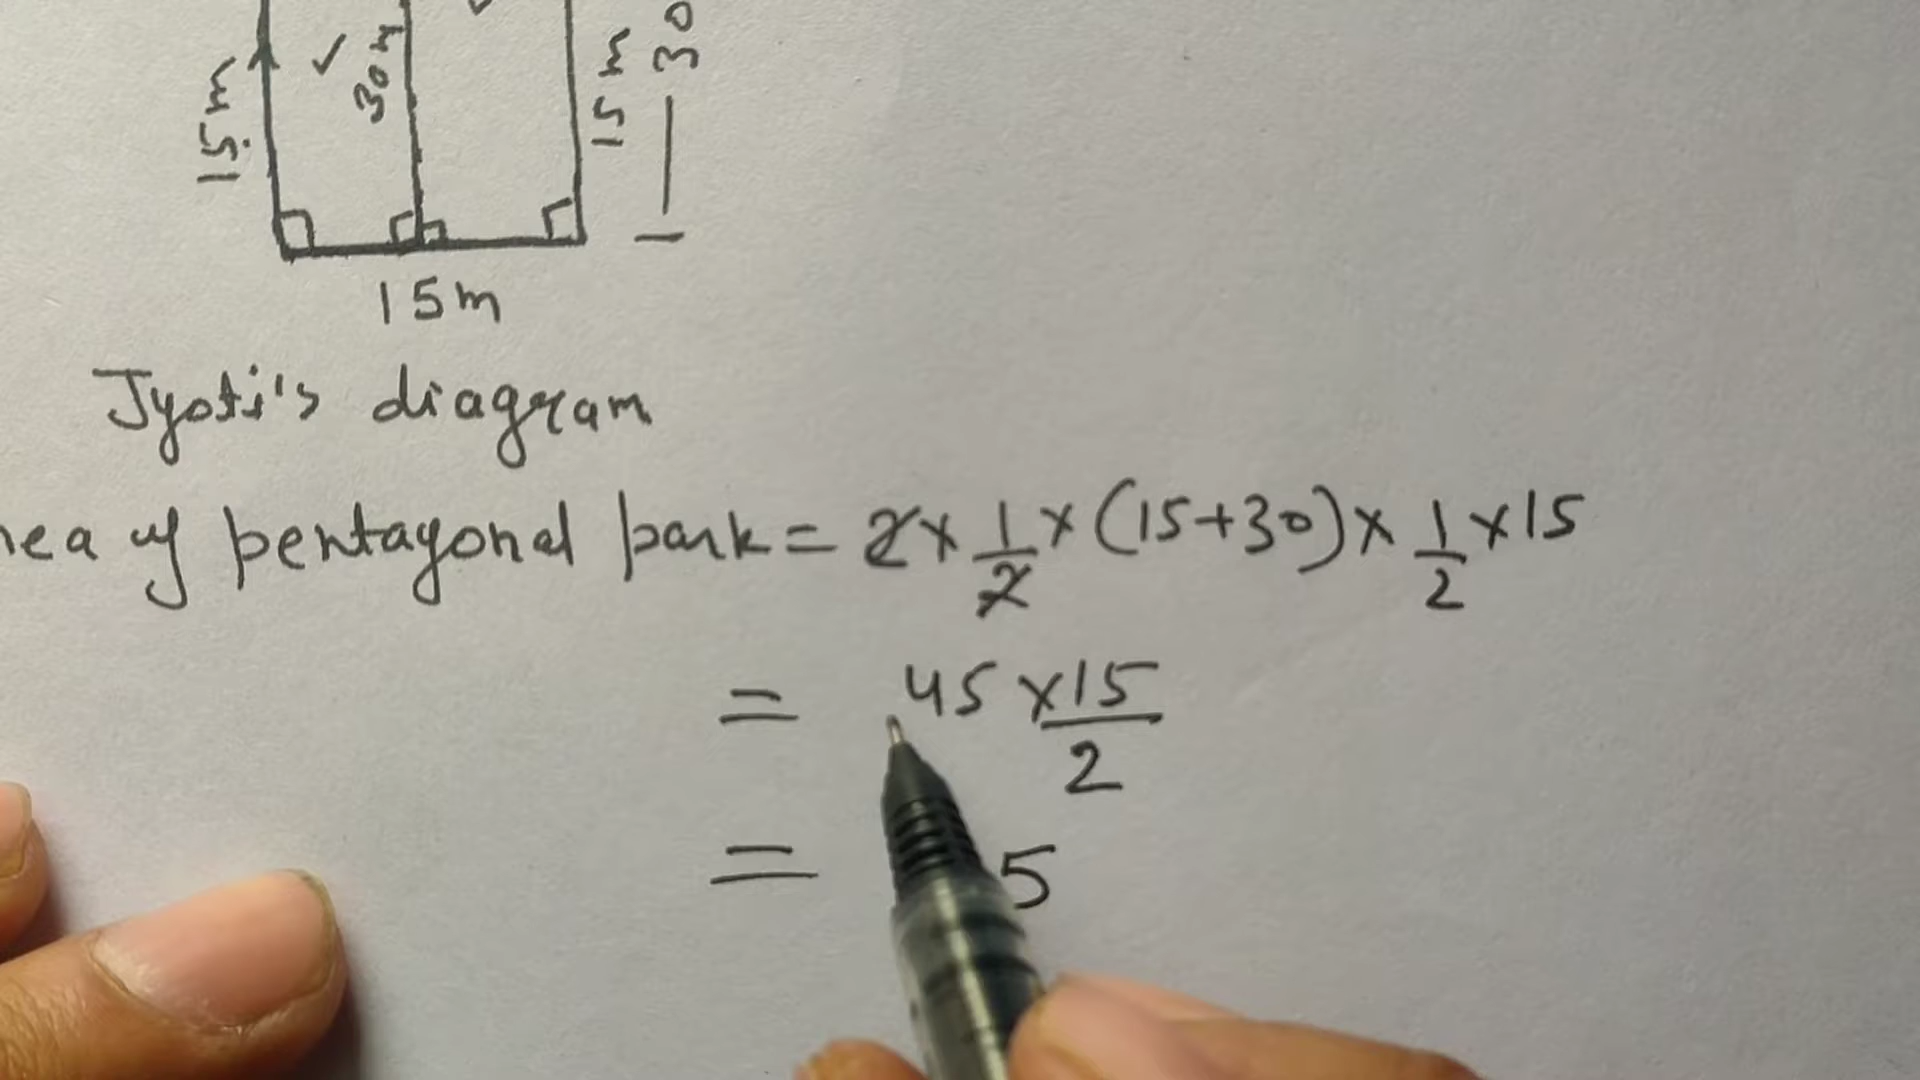 15m
30m
15m
30
15m
Jyoti's diagram
of pentagonal park = 2 × 1/2 × (15+30) × 1/2 × 15
= 45 × 15/2
= 5